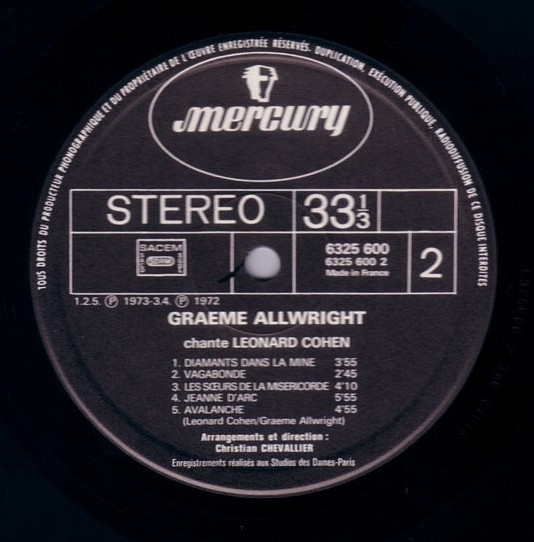 TOUS DROITS DU PRODUCTEUR PHONOGRAPHIQUE ET DU PROPRIÉTAIRE DE L'ŒUVRE ENREGISTRÉE RÉSERVÉS. DUPLICATION, EXÉCUTION PUBLIQUE, RADIODIFFUSION DE CE DISQUE INTERDITES
mercury
STEREO 33 1/3
SACEM
6325 600
6325 600 2
Made in France
2
1.2.5. Ⓟ 1973-3.4. Ⓟ 1972
GRAEME ALLWRIGHT
chante LEONARD COHEN
1. DIAMANTS DANS LA MINE 3'55
2. VAGABONDE 2'45
3. LES SŒURS DE LA MISERICORDE 4'10
4. JEANNE D'ARC 5'55
5. AVALANCHE 4'55
(Leonard Cohen/Graeme Allwright)
Arrangements et direction :
Christian CHEVALLIER
Enregistrements réalisés aux Studios des Dames-Paris